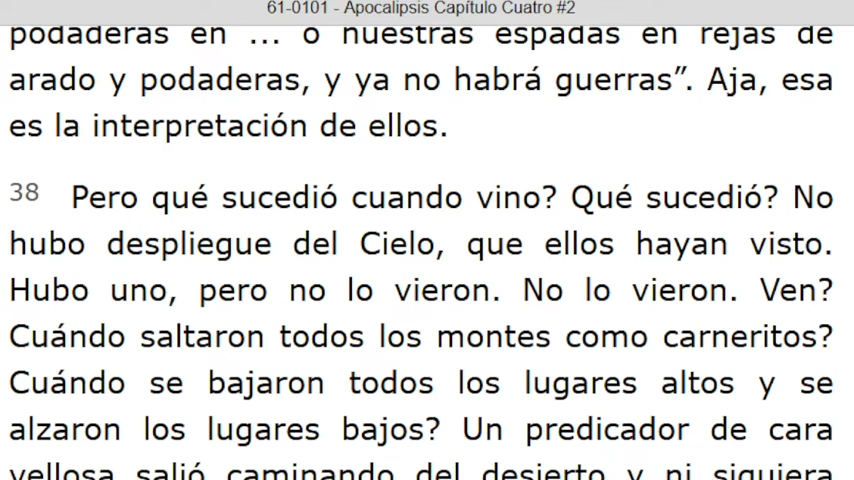 61-0101 - Apocalipsis Capítulo Cuatro #2
podaderas en ... o nuestras espadas en rejas de
arado y podaderas, y ya no habrá guerras”. Aja, esa
es la interpretación de ellos.
38 Pero qué sucedió cuando vino? Qué sucedió? No
hubo despliegue del Cielo, que ellos hayan visto.
Hubo uno, pero no lo vieron. No lo vieron. Ven?
Cuándo saltaron todos los montes como carneritos?
Cuándo se bajaron todos los lugares altos y se
alzaron los lugares bajos? Un predicador de cara
vellosa salió caminando del desierto y ni siquiera